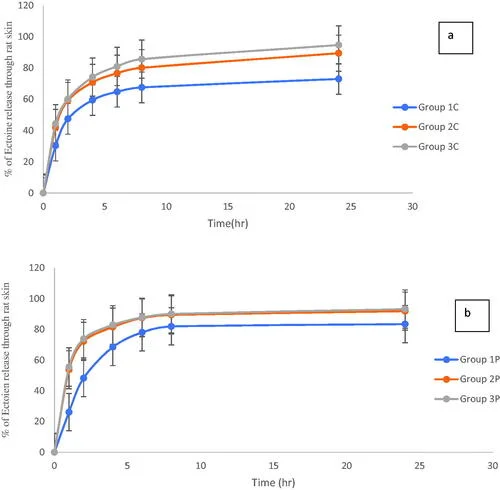 120
100
80
60
40
20
0
% of Ectoine release through rat skin
0 5 10 15 20 25 30
Time(hr)
a
Group 1C
Group 2C
Group 3C
120
100
80
60
40
20
0
% of Ectoien release through rat skin
0 5 10 15 20 25 30
Time (hr)
b
Group 1P
Group 2P
Group 3P